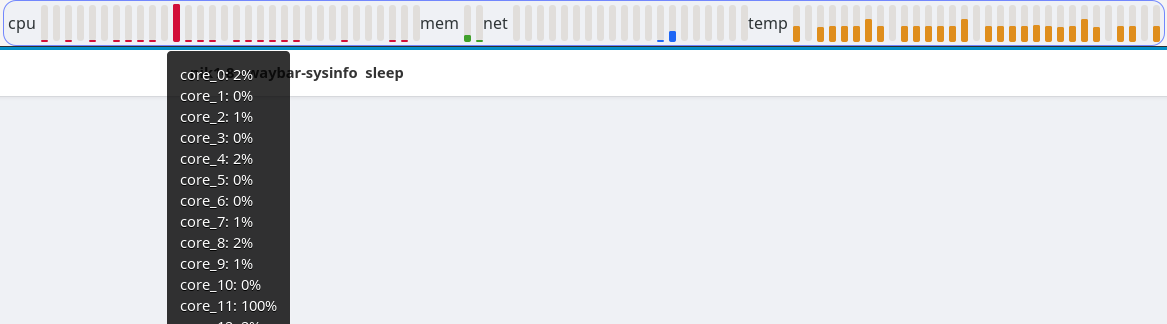 cpu mem net temp
waybar-sysinfo sleep
core_0: 2%
core_1: 0%
core_2: 1%
core_3: 0%
core_4: 2%
core_5: 0%
core_6: 0%
core_7: 1%
core_8: 2%
core_9: 1%
core_10: 0%
core_11: 100%